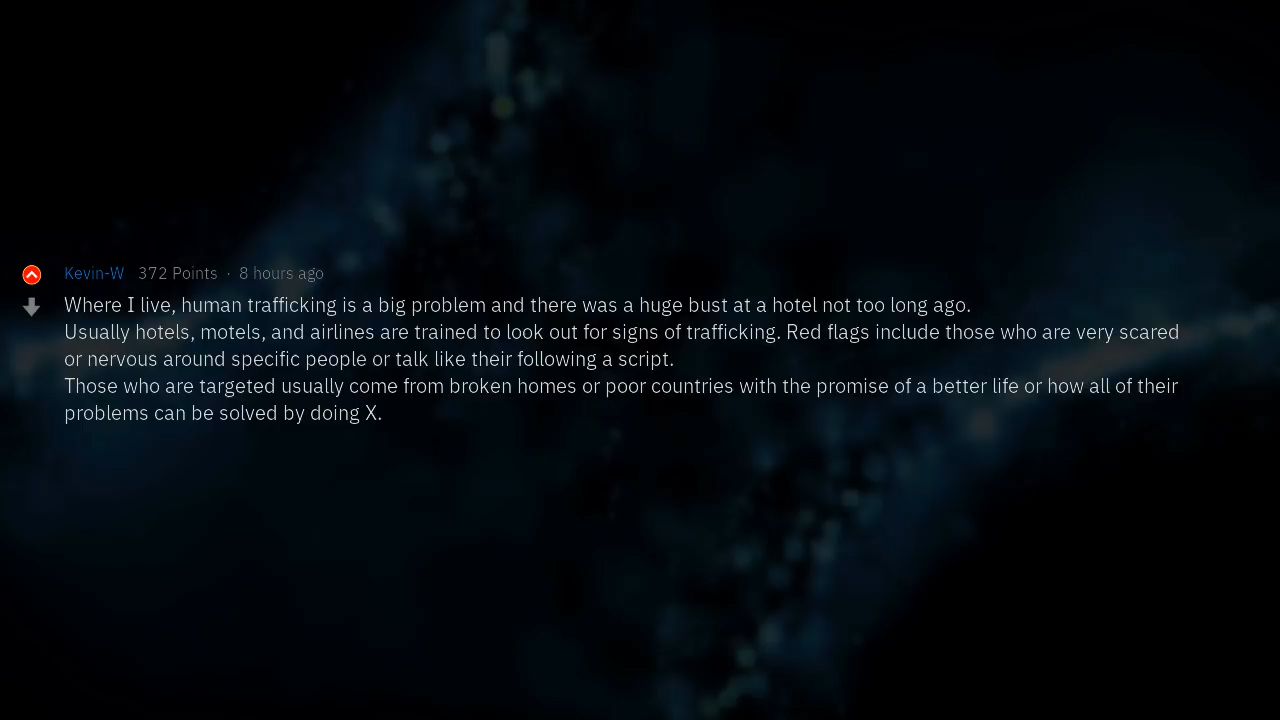 Kevin-W 372 Points · 8 hours ago
Where I live, human trafficking is a big problem and there was a huge bust at a hotel not too long ago.
Usually hotels, motels, and airlines are trained to look out for signs of trafficking. Red flags include those who are very scared
or nervous around specific people or talk like their following a script.
Those who are targeted usually come from broken homes or poor countries with the promise of a better life or how all of their
problems can be solved by doing X.